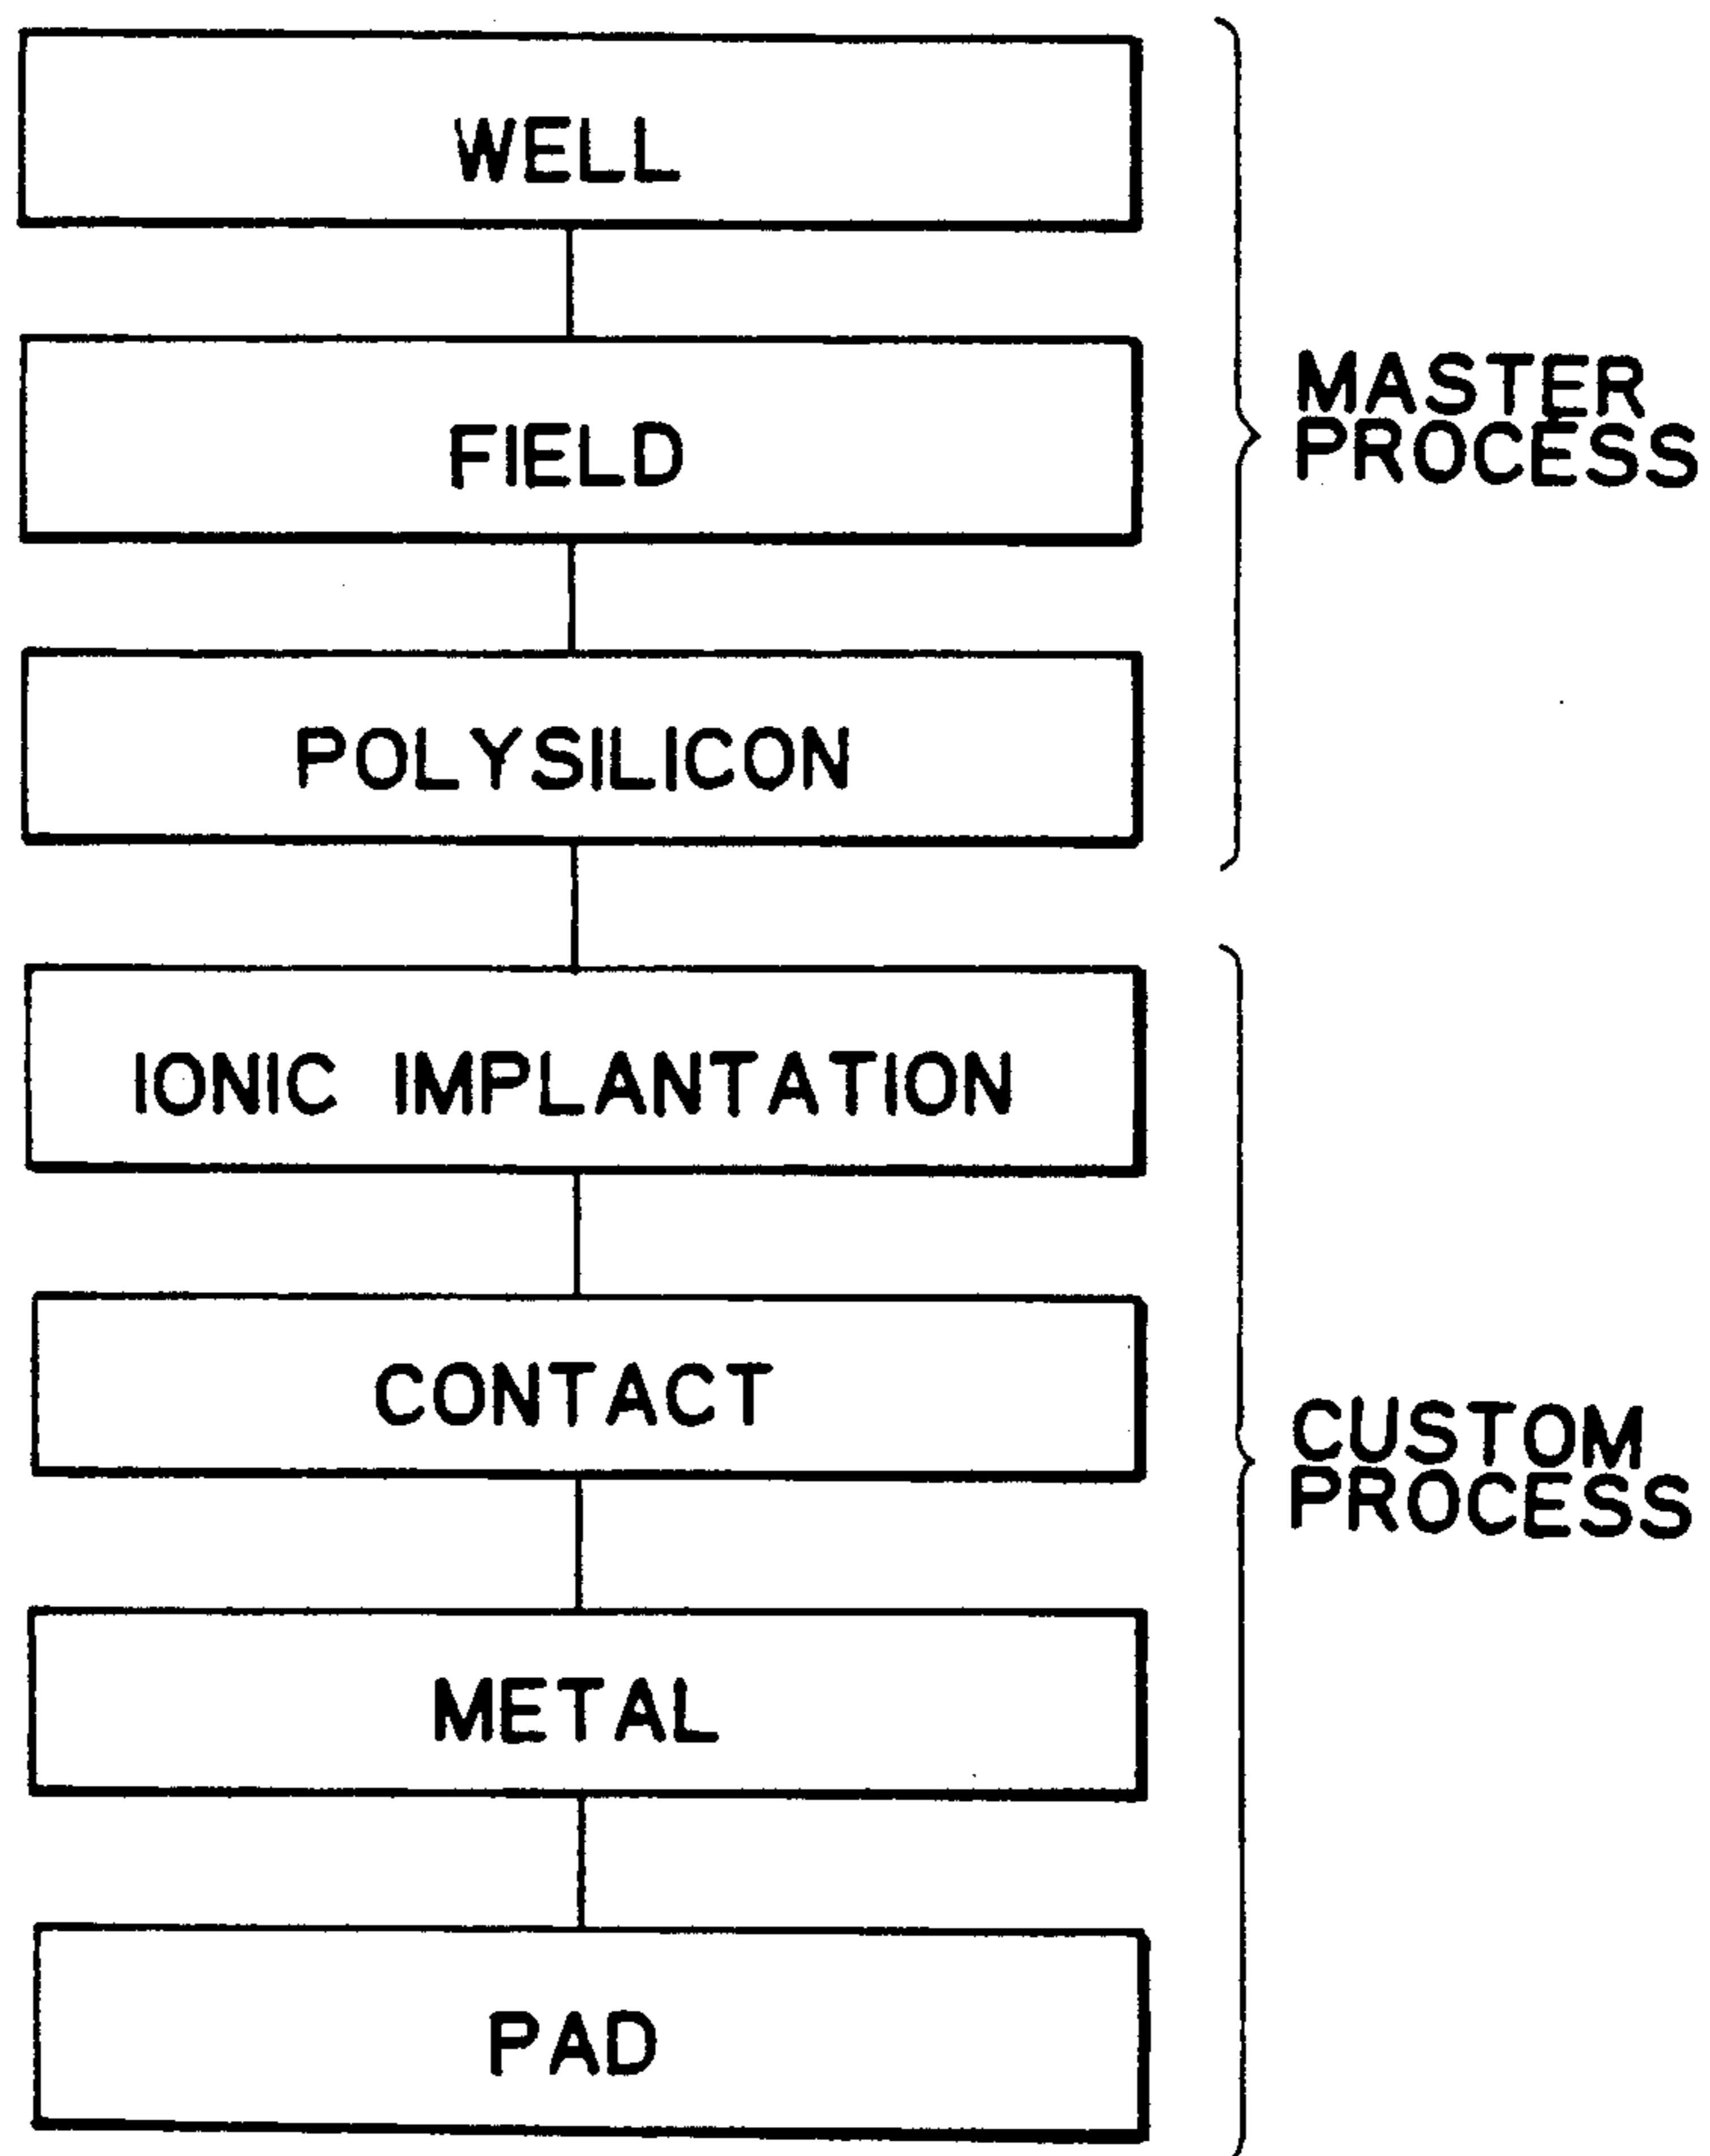 WELL
FIELD
MASTER
PROCESS
POLYSILICON
IONIC IMPLANTATION
CONTACT
CUSTOM
PROCESS
METAL
PAD